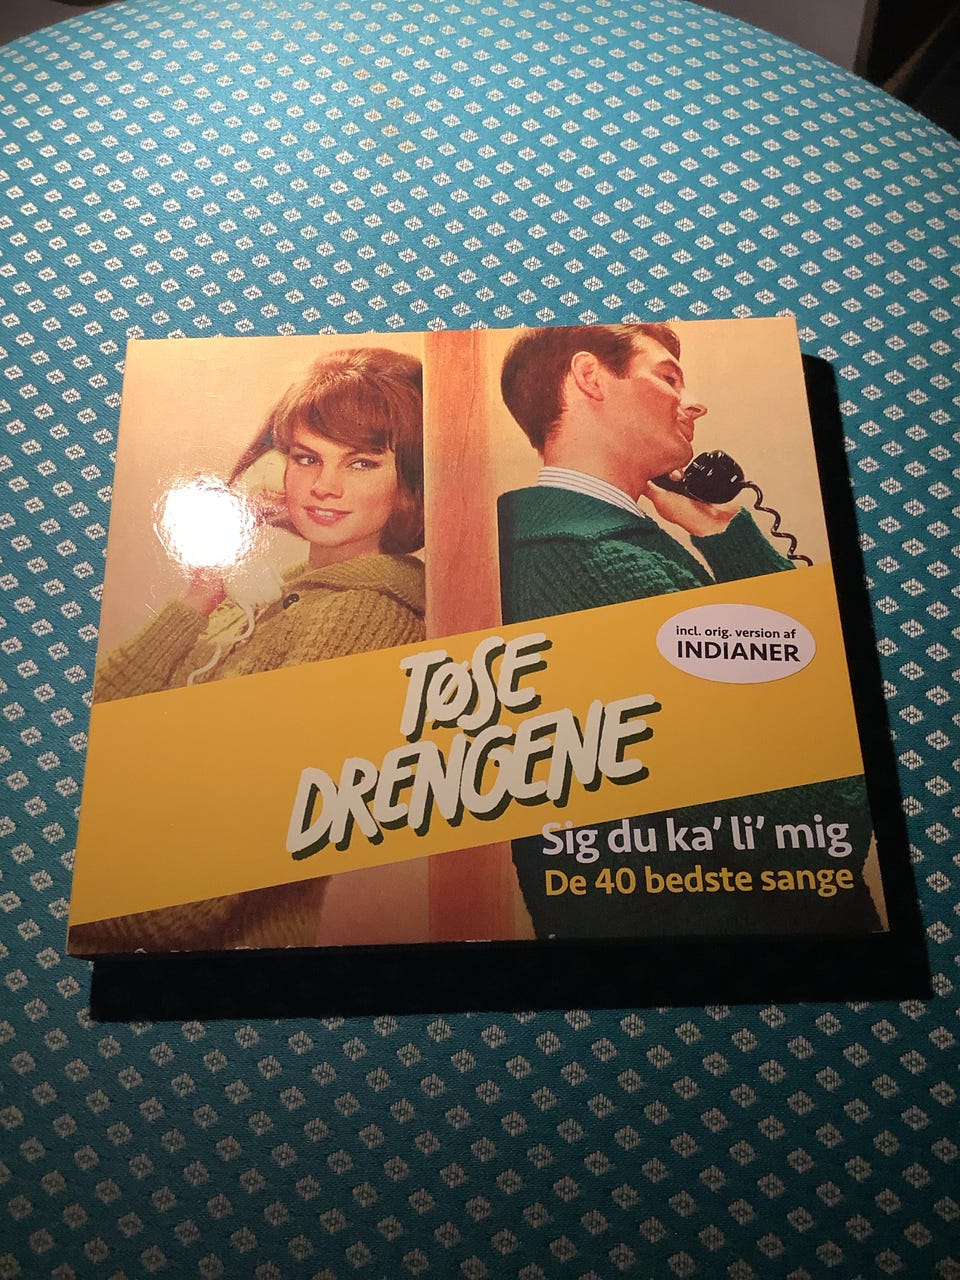 incl. orig. version af
INDIANER
TØSE
DRENGENE
Sig du ka' li' mig
De 40 bedste sange